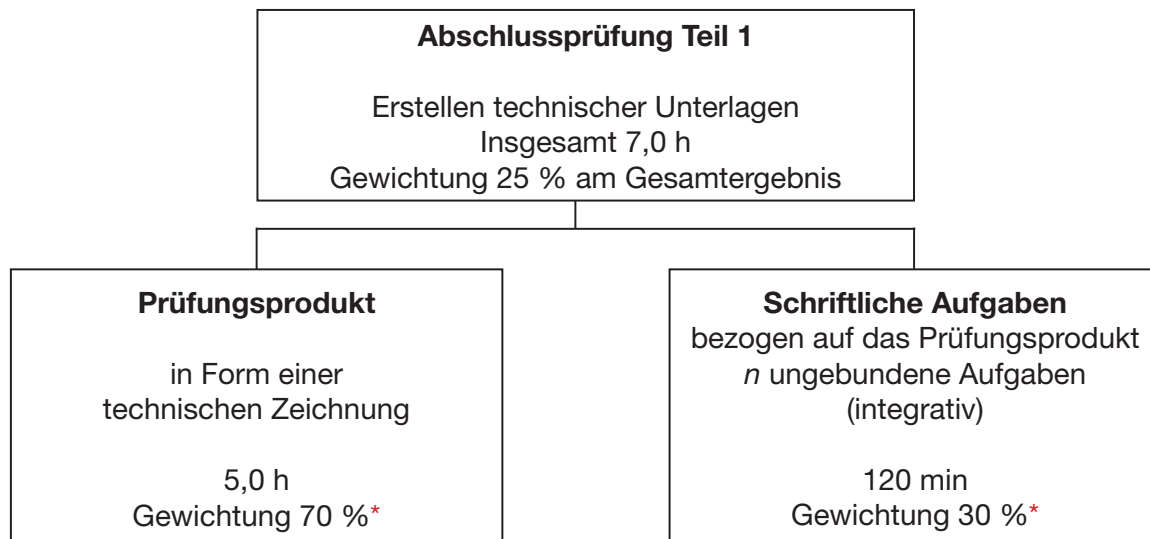 Abschlussprüfung Teil 1
Erstellen technischer Unterlagen
Insgesamt 7,0 h
Gewichtung 25 % am Gesamtergebnis
Prüfungsprodukt
in Form einer
technischen Zeichnung
5,0 h
Gewichtung 70 %*
Schriftliche Aufgaben
bezogen auf das Prüfungsprodukt
n ungebundene Aufgaben
(integrativ)
120 min
Gewichtung 30 %*